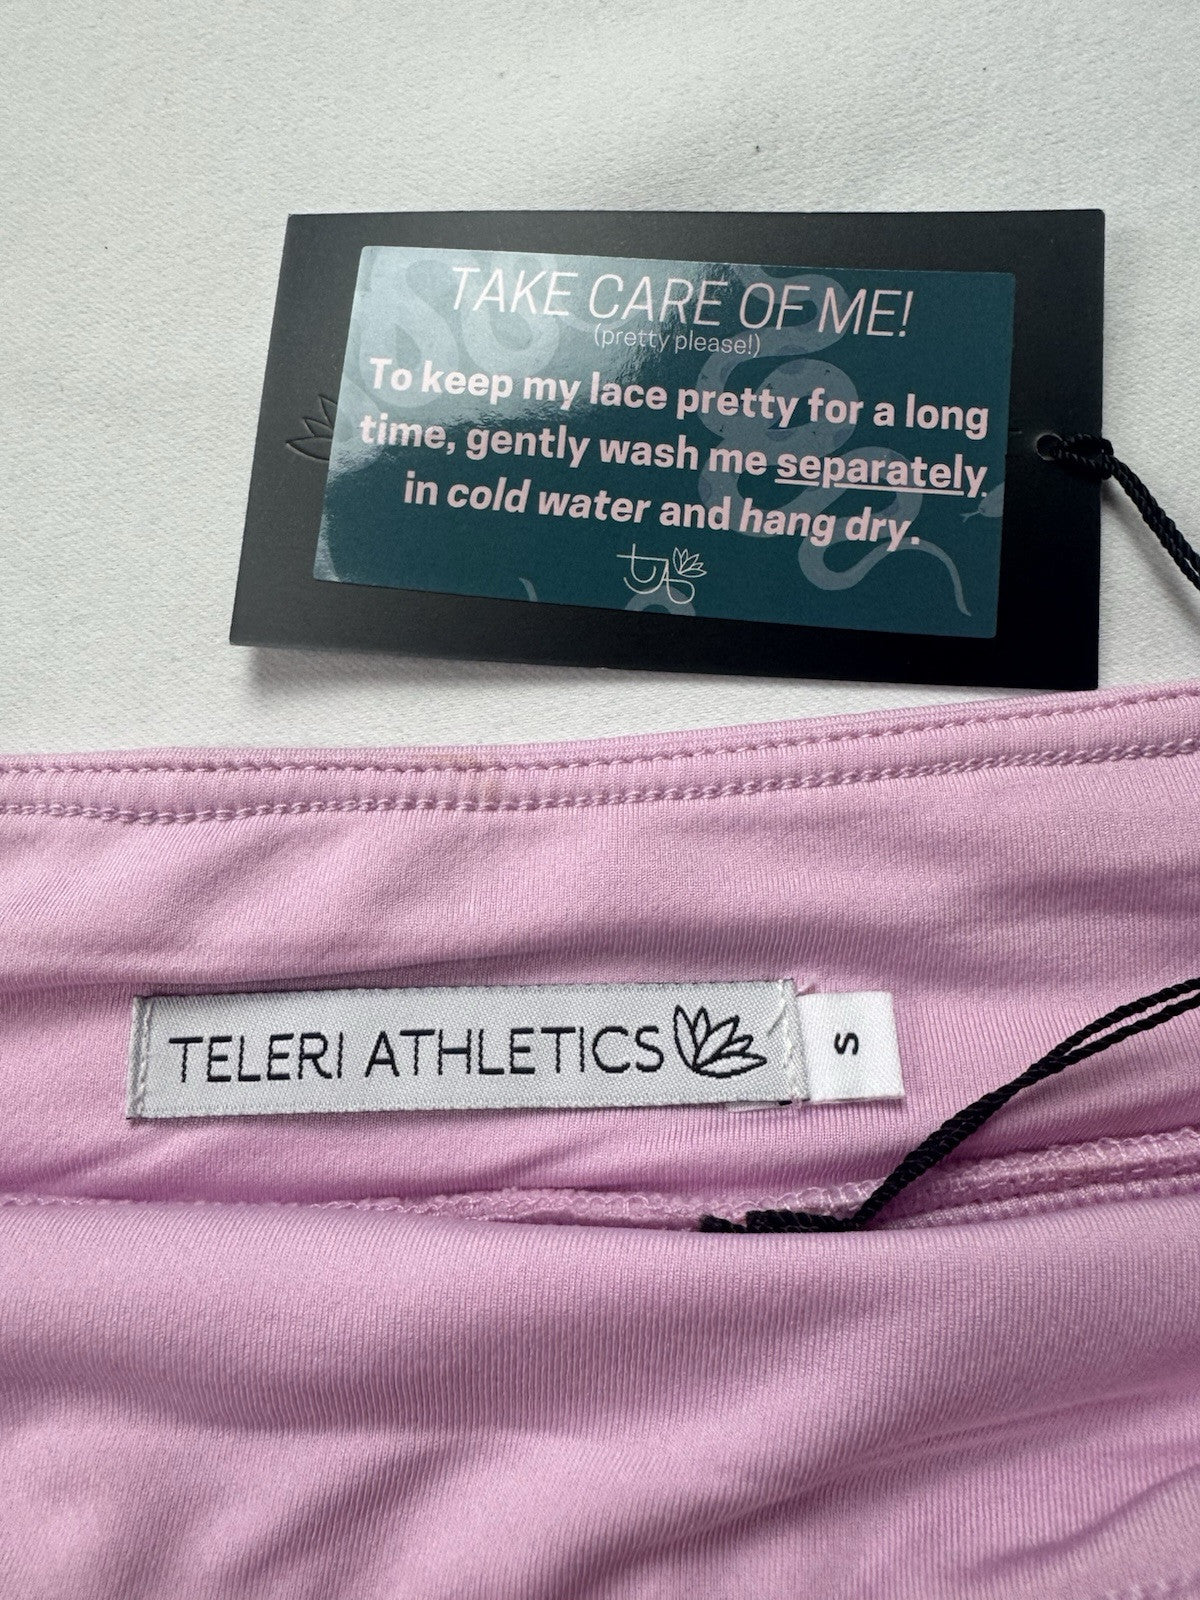 TAKE CARE OF ME!
(pretty please!)
To keep my lace pretty for a long
time, gently wash me separately
in cold water and hang dry.
TELERI ATHLETICS
S